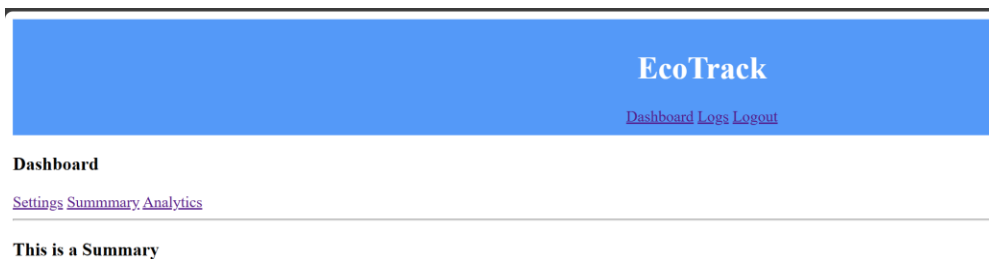 EcoTrack
Dashboard Logs Logout
Dashboard
Settings Summmary Analytics
This is a Summary